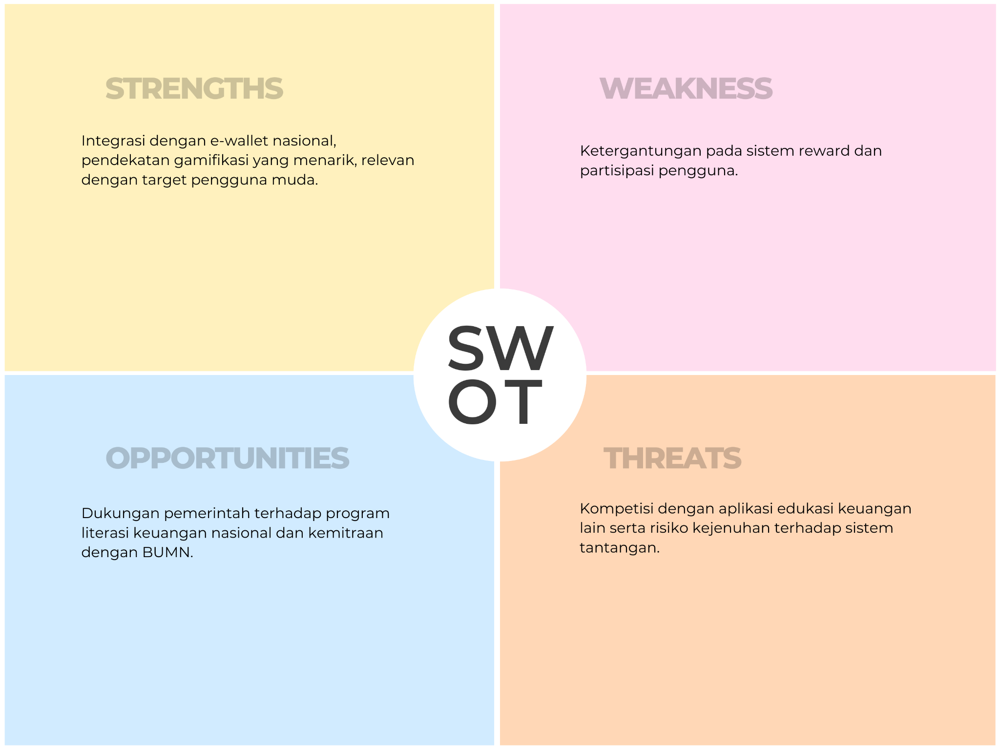 STRENGTHS
Integrasi dengan e-wallet nasional,
pendekatan gamifikasi yang menarik, relevan
dengan target pengguna muda.
WEAKNESS
Ketergantungan pada sistem reward dan
partisipasi pengguna.
SW
OT
OPPORTUNITIES
Dukungan pemerintah terhadap program
literasi keuangan nasional dan kemitraan
dengan BUMN.
THREATS
Kompetisi dengan aplikasi edukasi keuangan
lain serta risiko kejenuhan terhadap sistem
tantangan.